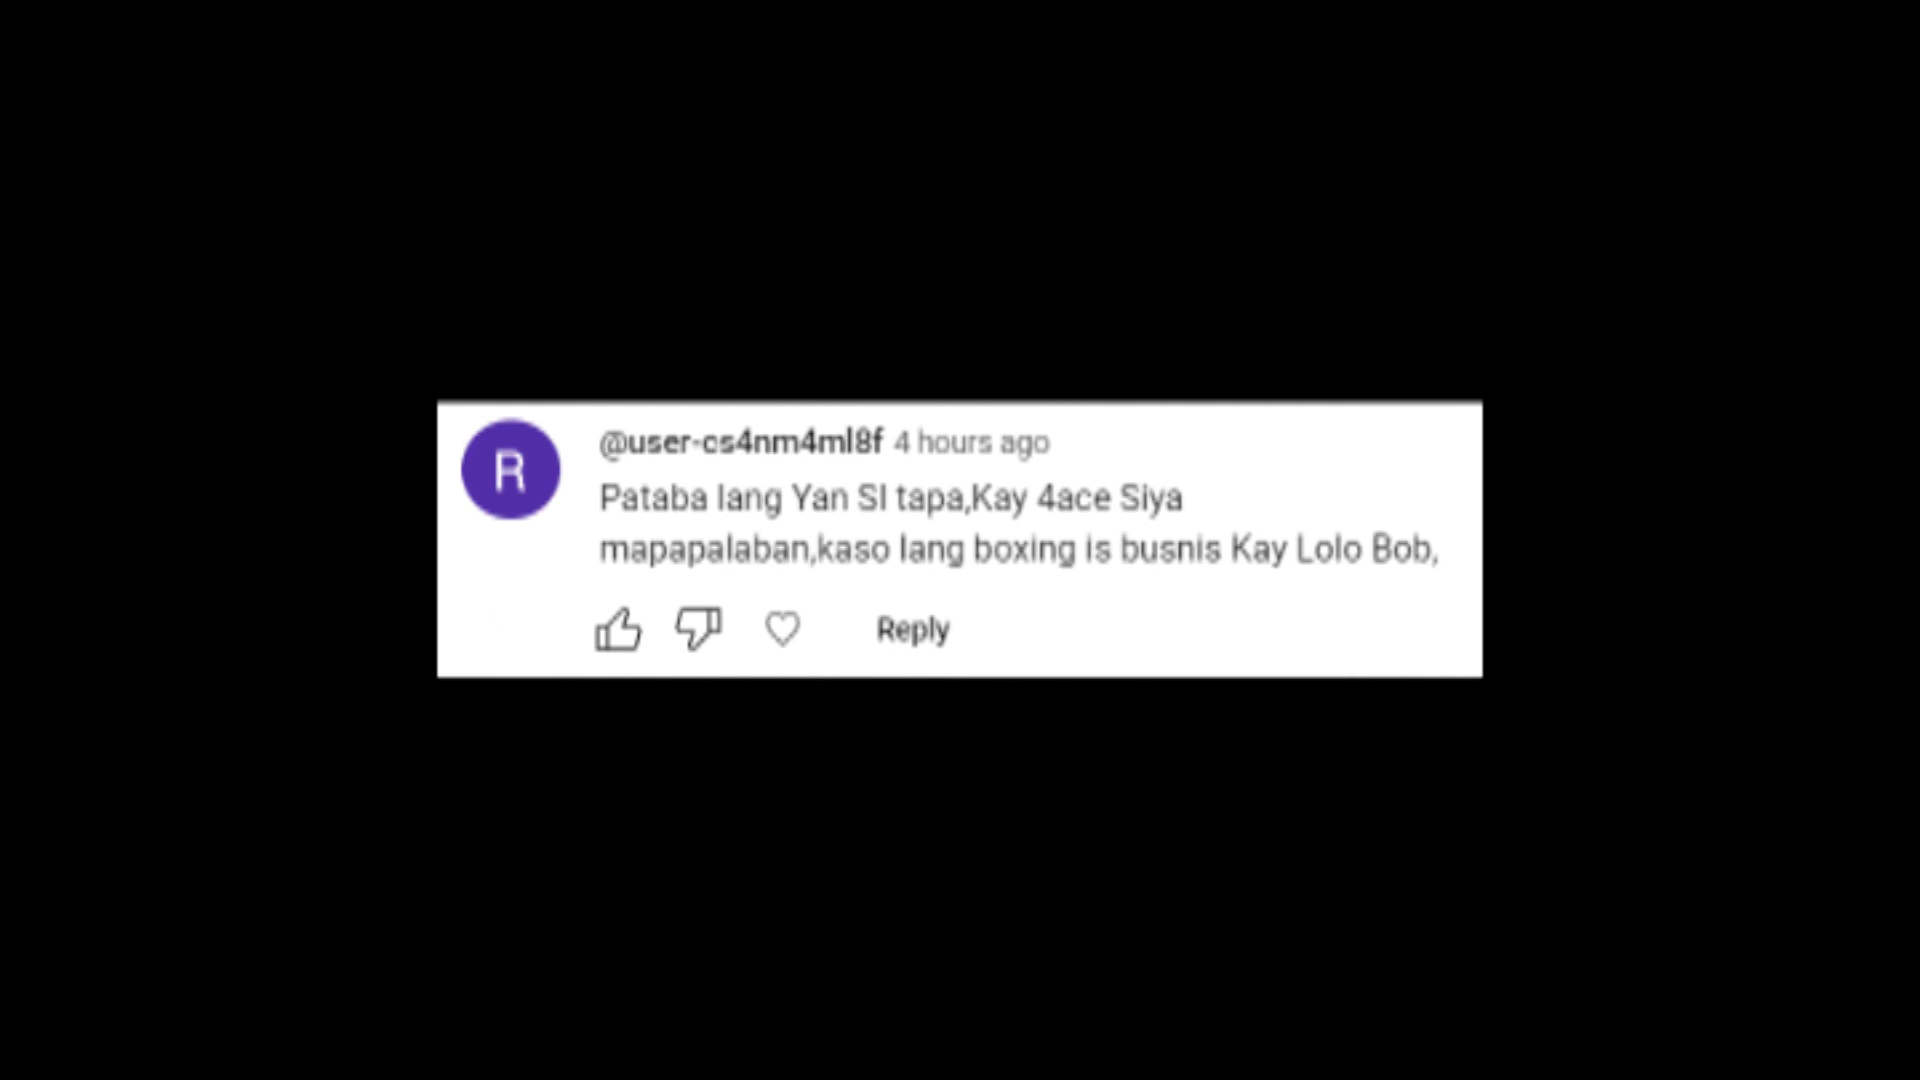 R
@user-cs4nm4ml8f 4 hours ago
Pataba lang Yan SI tapa,Kay 4ace Siya
mapapalaban,kaso lang boxing is busnis Kay Lolo Bob,
Reply